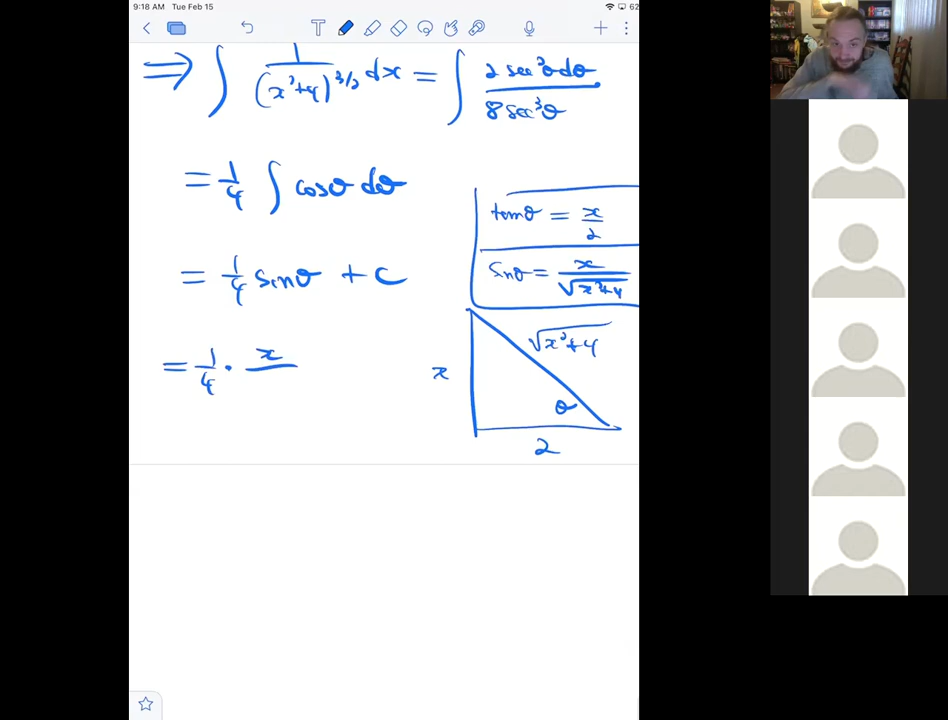 9:18 AM Tue Feb 15
62
T
⟹ ∫ 1/(x²+4)^3/2 dx = ∫ 2 sec²θ dθ / 8 sec³θ
= 1/4 ∫ cosθ dθ
= 1/4 sinθ + C
= 1/4 · x
tanθ = x/2
sinθ = x/√x²+4
√x²+4
x
θ
2